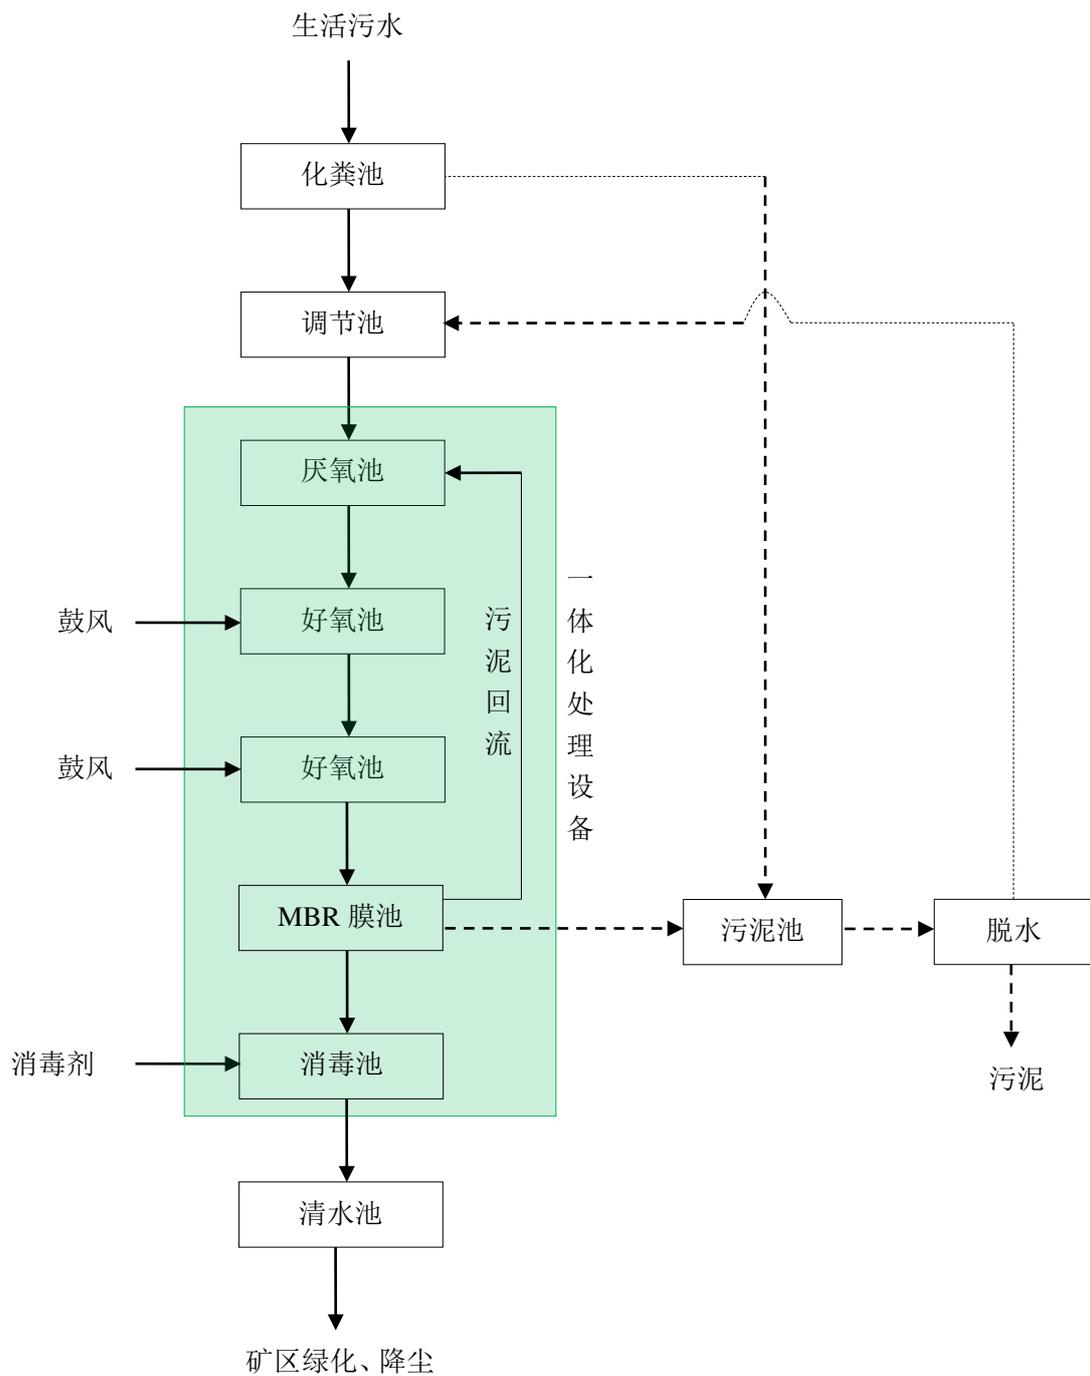 生活污水
化粪池
调节池
厌氧池
鼓风
好氧池
污泥回流
一体化处理设备
鼓风
好氧池
MBR 膜池
污泥池
脱水
消毒剂
消毒池
污泥
清水池
矿区绿化、降尘